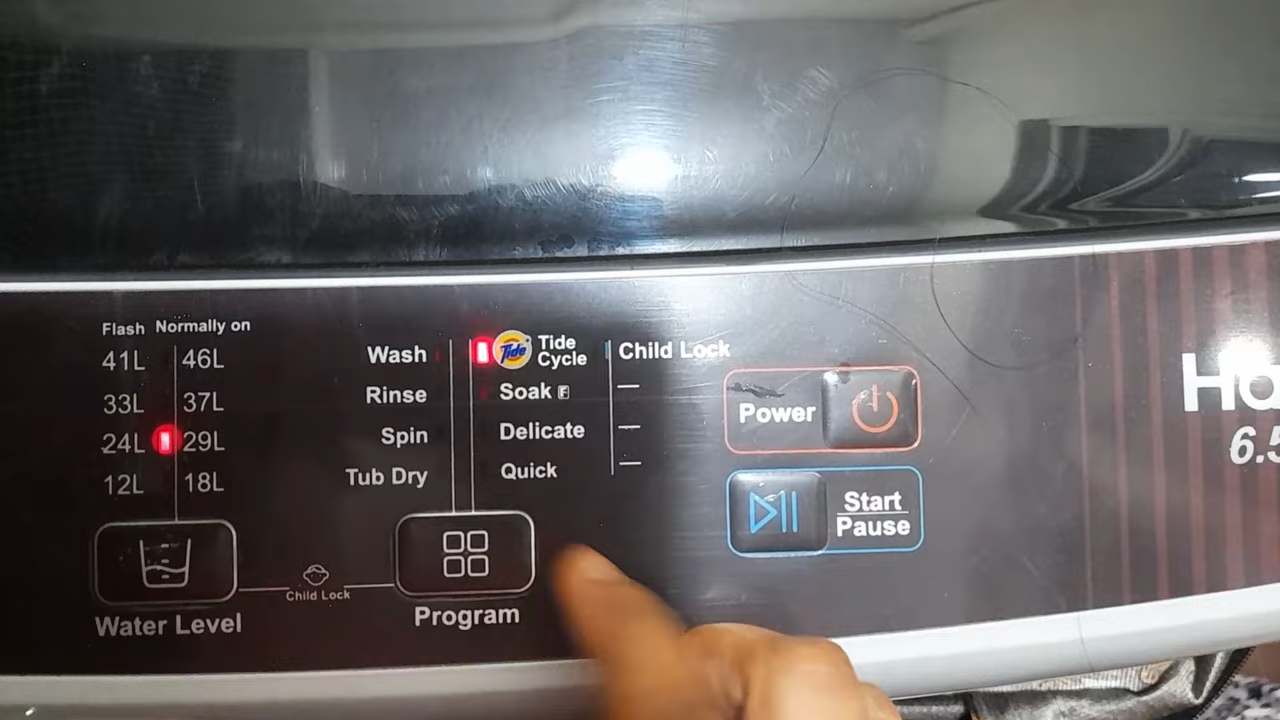 Flash Normally on
41L 46L
33L 37L
24L 29L
12L 18L
Water Level
Child Lock
Wash
Rinse
Spin
Tub Dry
Program
Tide
Tide
Cycle
Soak F
Delicate
Quick
Child Lock
Power
Start
Pause